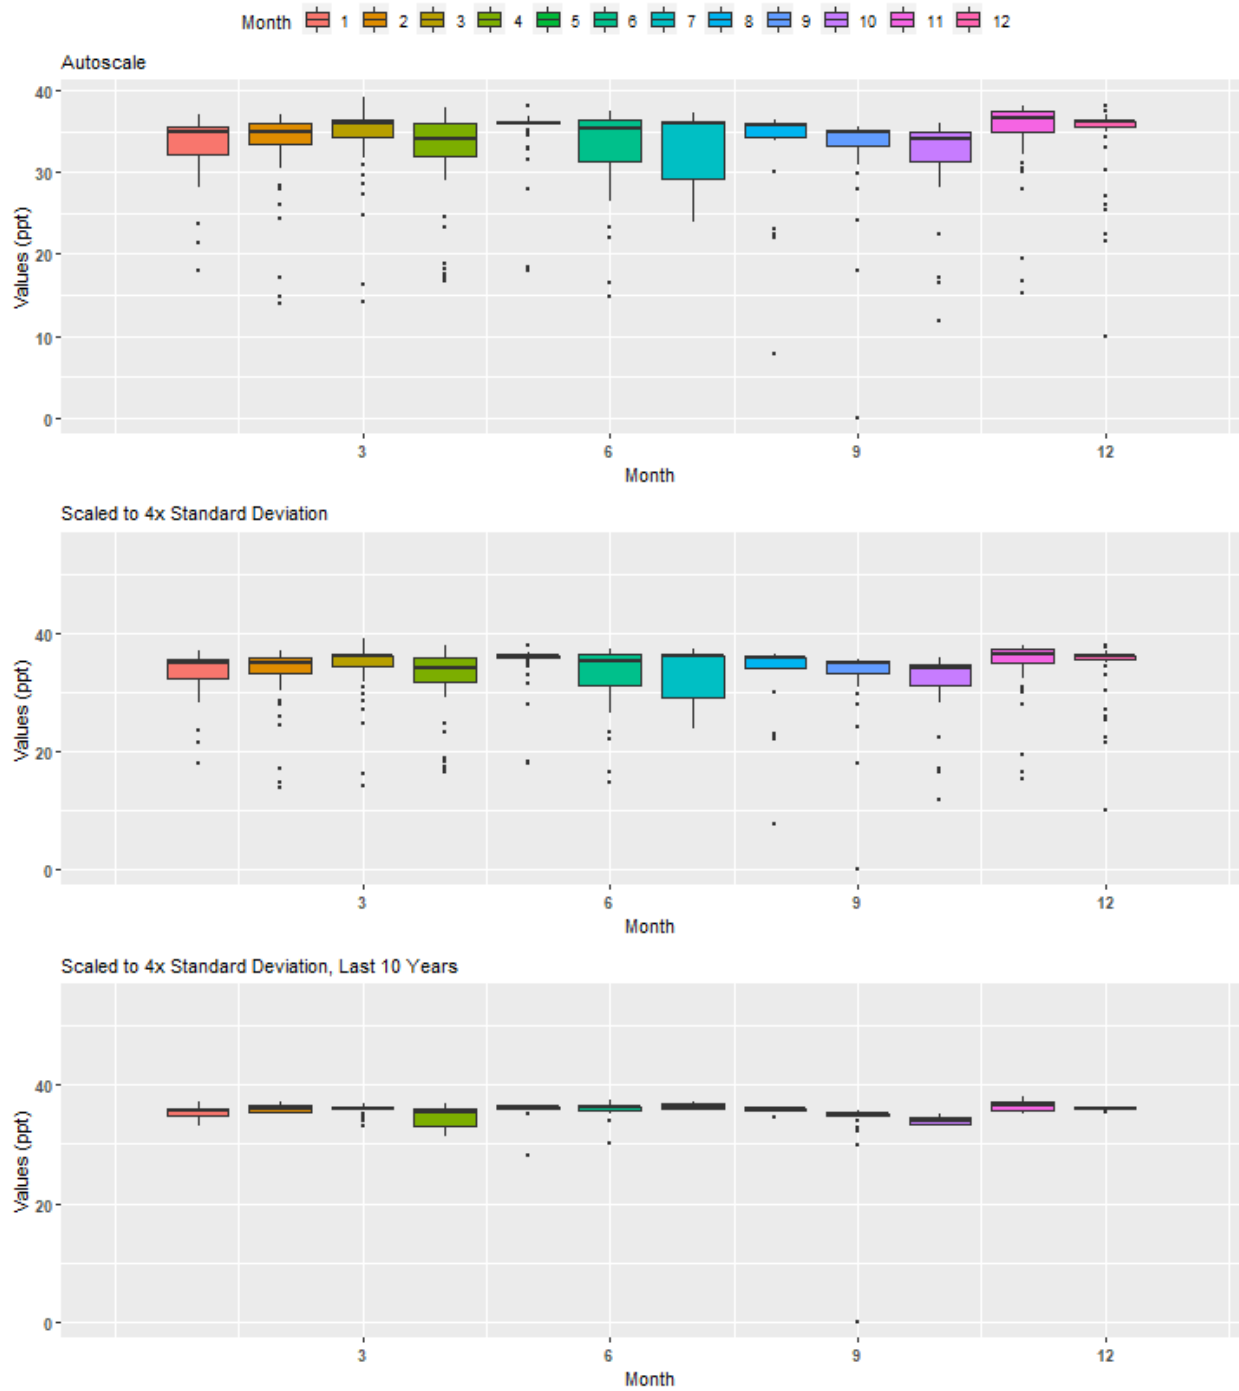 Month 1 2 3 4 5 6 7 8 9 10 11 12
Autoscale
Values (ppt)
40
30
20
10
0
3 6 9 12
Month
Scaled to 4x Standard Deviation
Values (ppt)
40
20
0
3 6 9 12
Month
Scaled to 4x Standard Deviation, Last 10 Years
Values (ppt)
40
20
0
3 6 9 12
Month